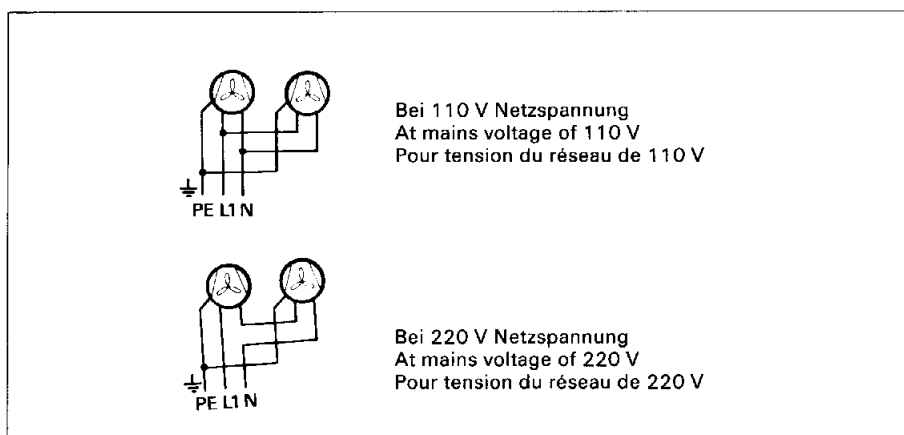 Bei 110 V Netzspannung
At mains voltage of 110 V
Pour tension du réseau de 110 V
PE L1 N
Bei 220 V Netzspannung
At mains voltage of 220 V
Pour tension du réseau de 220 V
PE L1 N